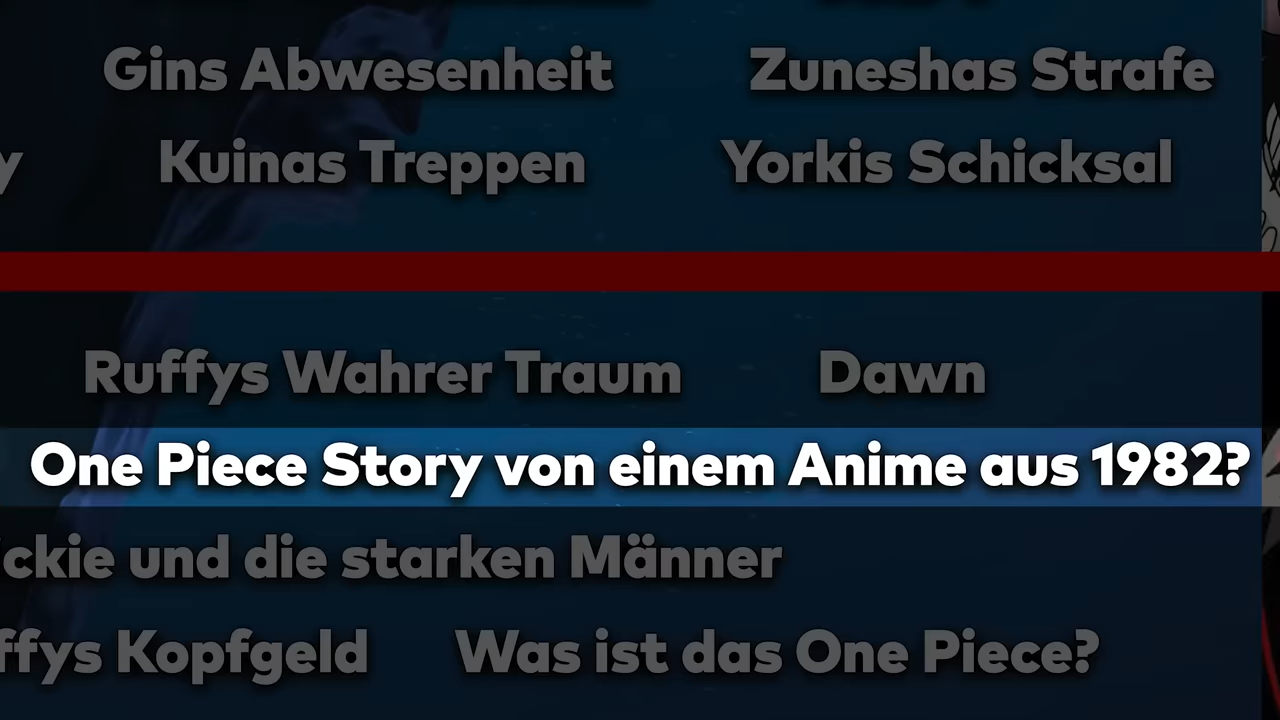 Gins Abwesenheit Zuneshas Strafe
y Kuinas Treppen Yorkis Schicksal
Ruffys Wahrer Traum Dawn
One Piece Story von einem Anime aus 1982?
ckie und die starken Männer
ffys Kopfgeld Was ist das One Piece?